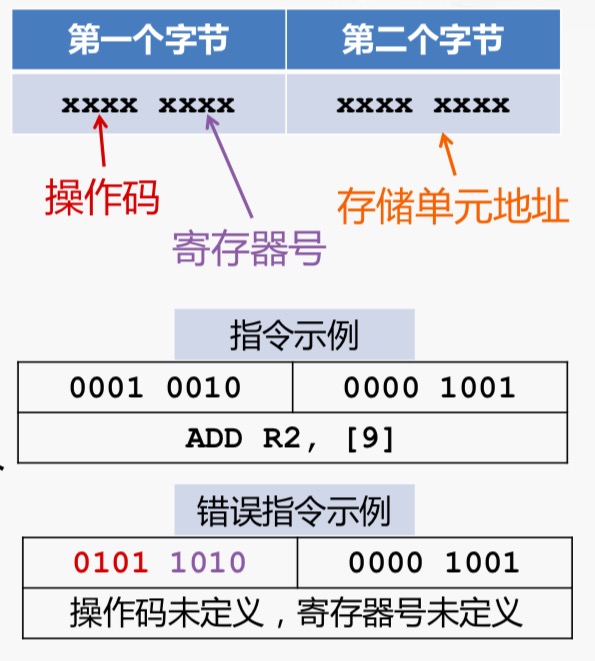 第一个字节 第二个字节
xxxx xxxx xxxx xxxx
操作码
寄存器号
存储单元地址
指令示例
0001 0010 0000 1001
ADD R2, [9]
错误指令示例
0101 1010 0000 1001
操作码未定义，寄存器号未定义